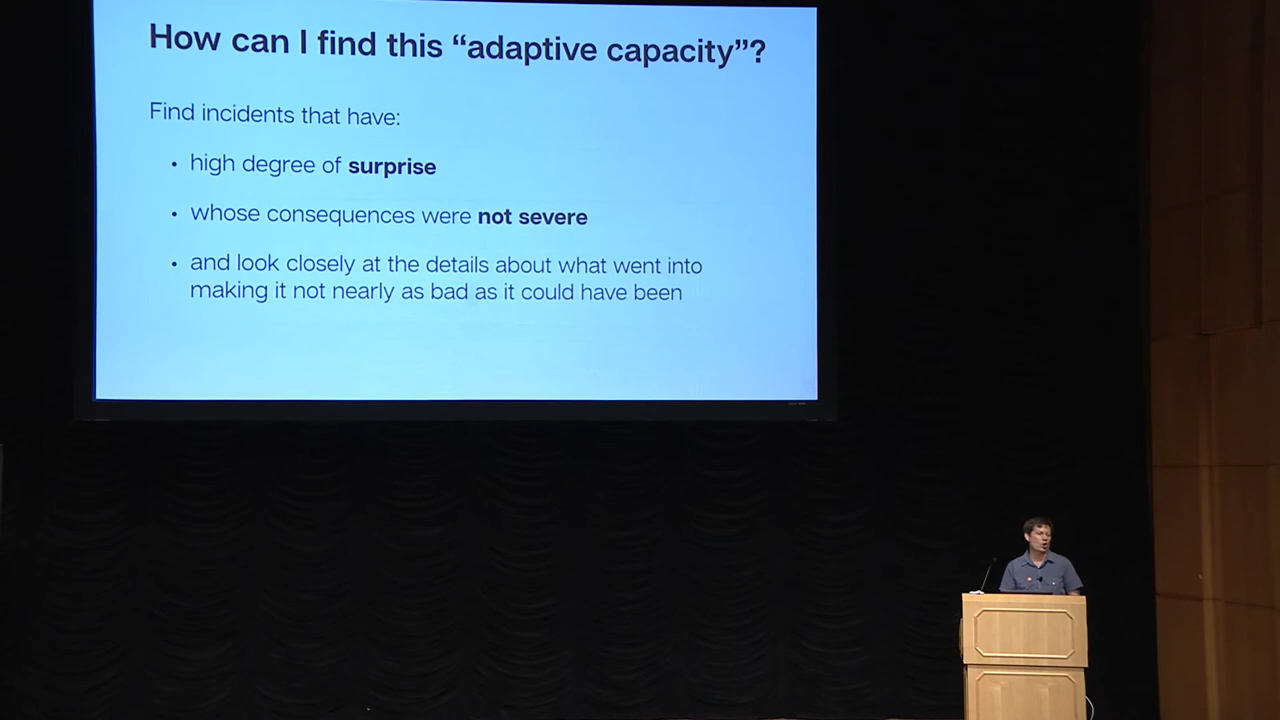 How can I find this “adaptive capacity”?
Find incidents that have:
• high degree of surprise
• whose consequences were not severe
• and look closely at the details about what went into
making it not nearly as bad as it could have been